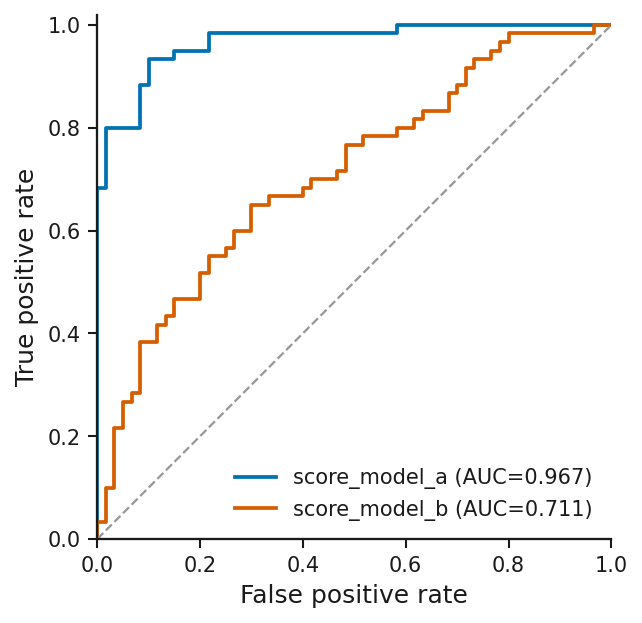 1.0
0.8
0.6
0.4
0.2
0.0
True positive rate
score_model_a (AUC=0.967)
score_model_b (AUC=0.711)
0.0 0.2 0.4 0.6 0.8 1.0
False positive rate